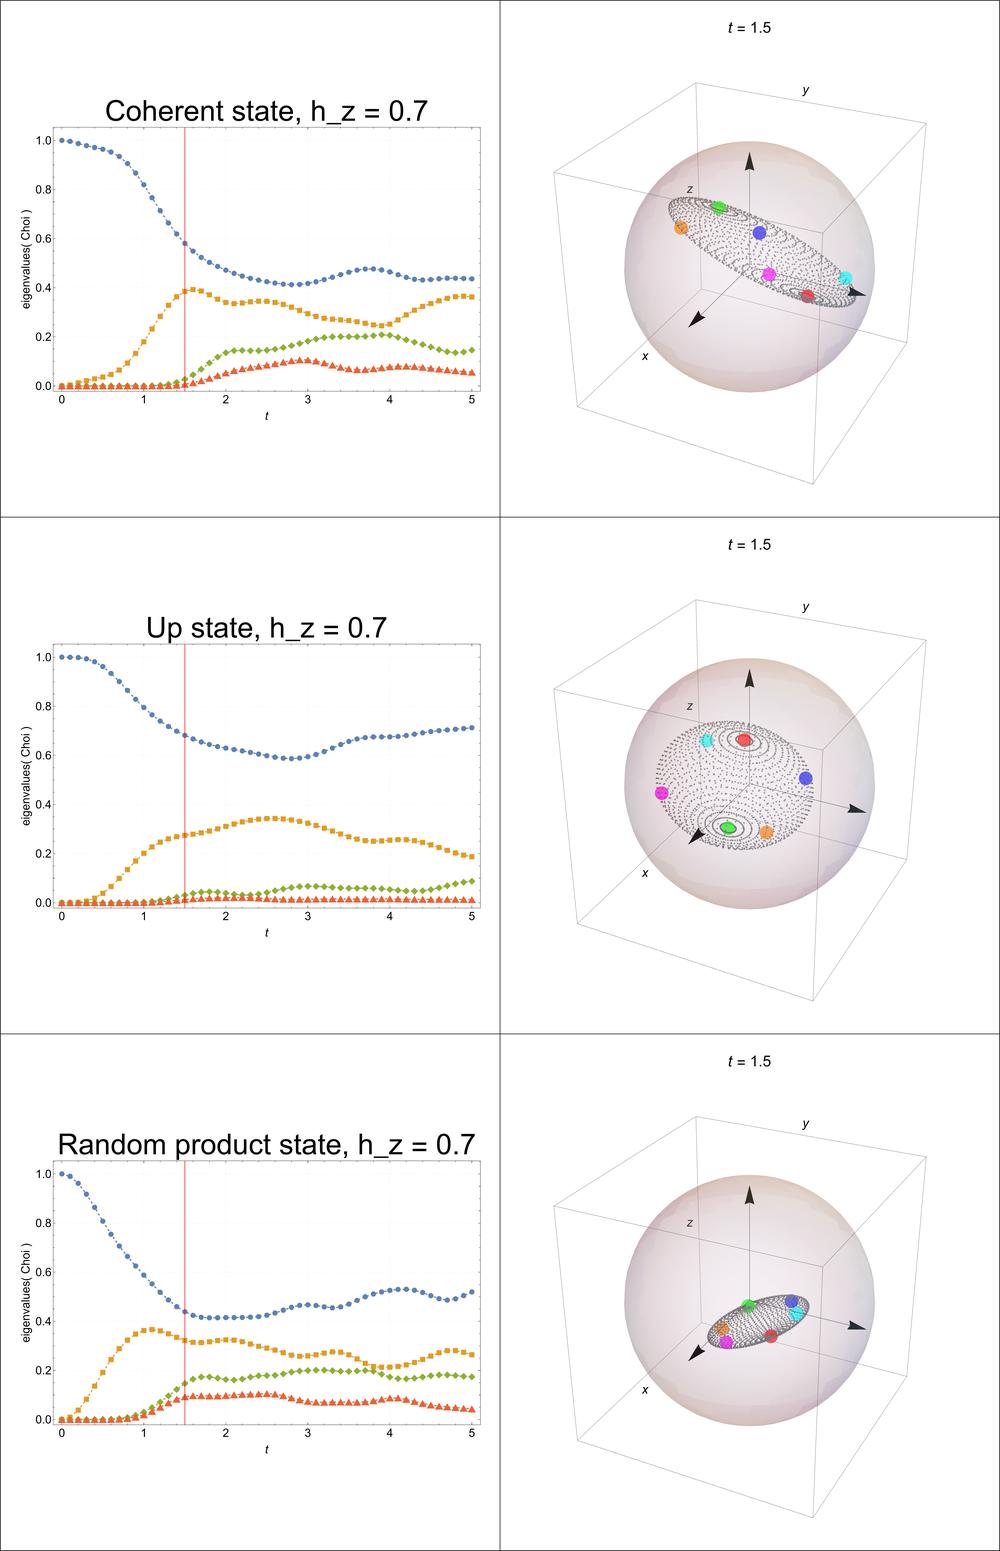 Coherent state, h_z = 0.7
eigenvalues( Choi )
1.0
0.8
0.6
0.4
0.2
0.0
0 1 2 3 4 5
t
t = 1.5
y
z
x
Up state, h_z = 0.7
eigenvalues( Choi )
1.0
0.8
0.6
0.4
0.2
0.0
0 1 2 3 4 5
t
t = 1.5
y
z
x
Random product state, h_z = 0.7
eigenvalues( Choi )
1.0
0.8
0.6
0.4
0.2
0.0
0 1 2 3 4 5
t
t = 1.5
y
z
x